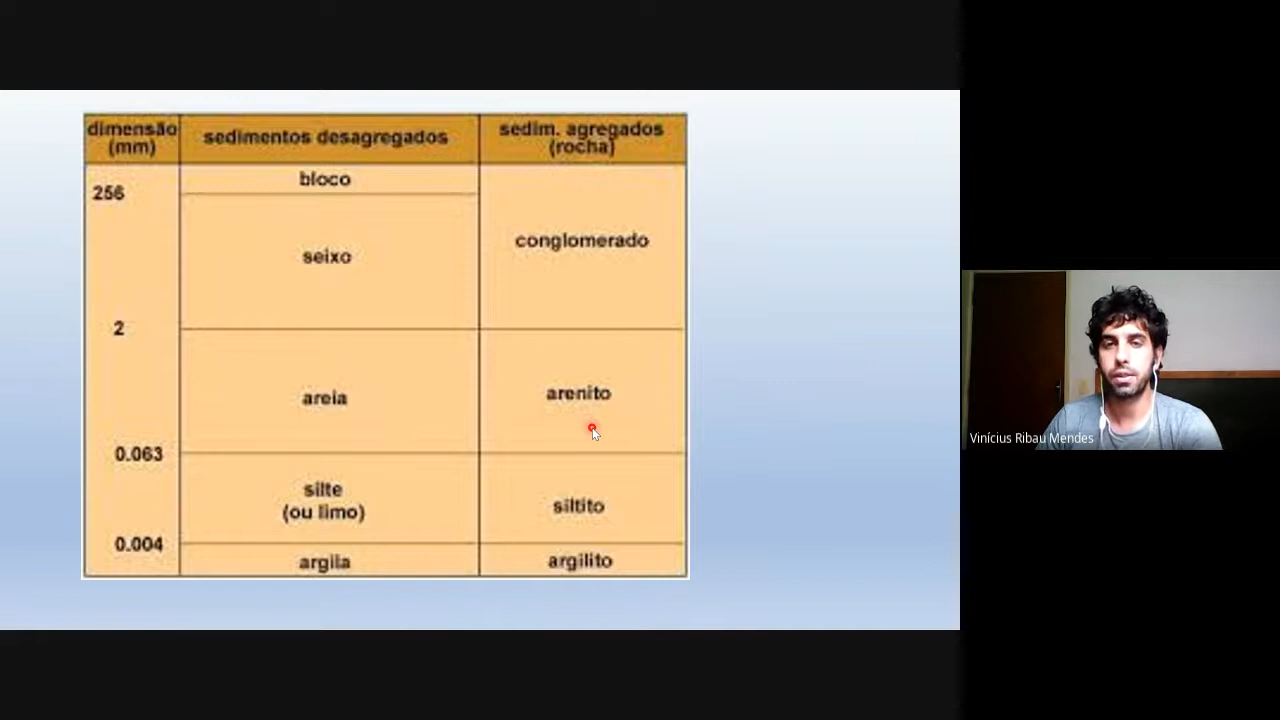 dimensão
(mm)
sedimentos desagregados
sedim. agregados
(rocha)
256
bloco
seixo
conglomerado
2
areia
arenito
0.063
silte
(ou limo)
siltito
0.004
argila
argilito
Vinícius Ribau Mendes